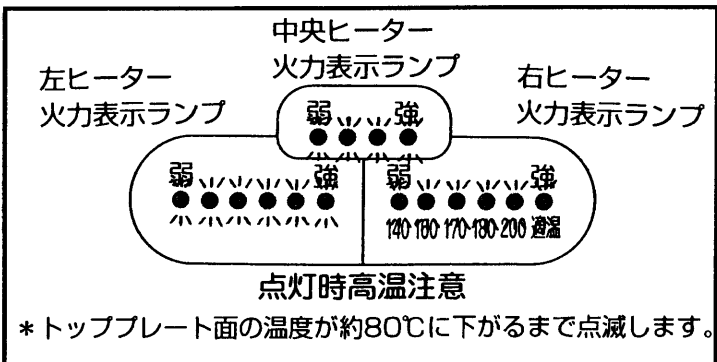 中央ヒーター
火力表示ランプ
左ヒーター
火力表示ランプ
右ヒーター
火力表示ランプ
弱 強
弱 強
弱 強
140 160 170 180 200 適温
点灯時高温注意
*トッププレート面の温度が約80℃に下がるまで点滅します。